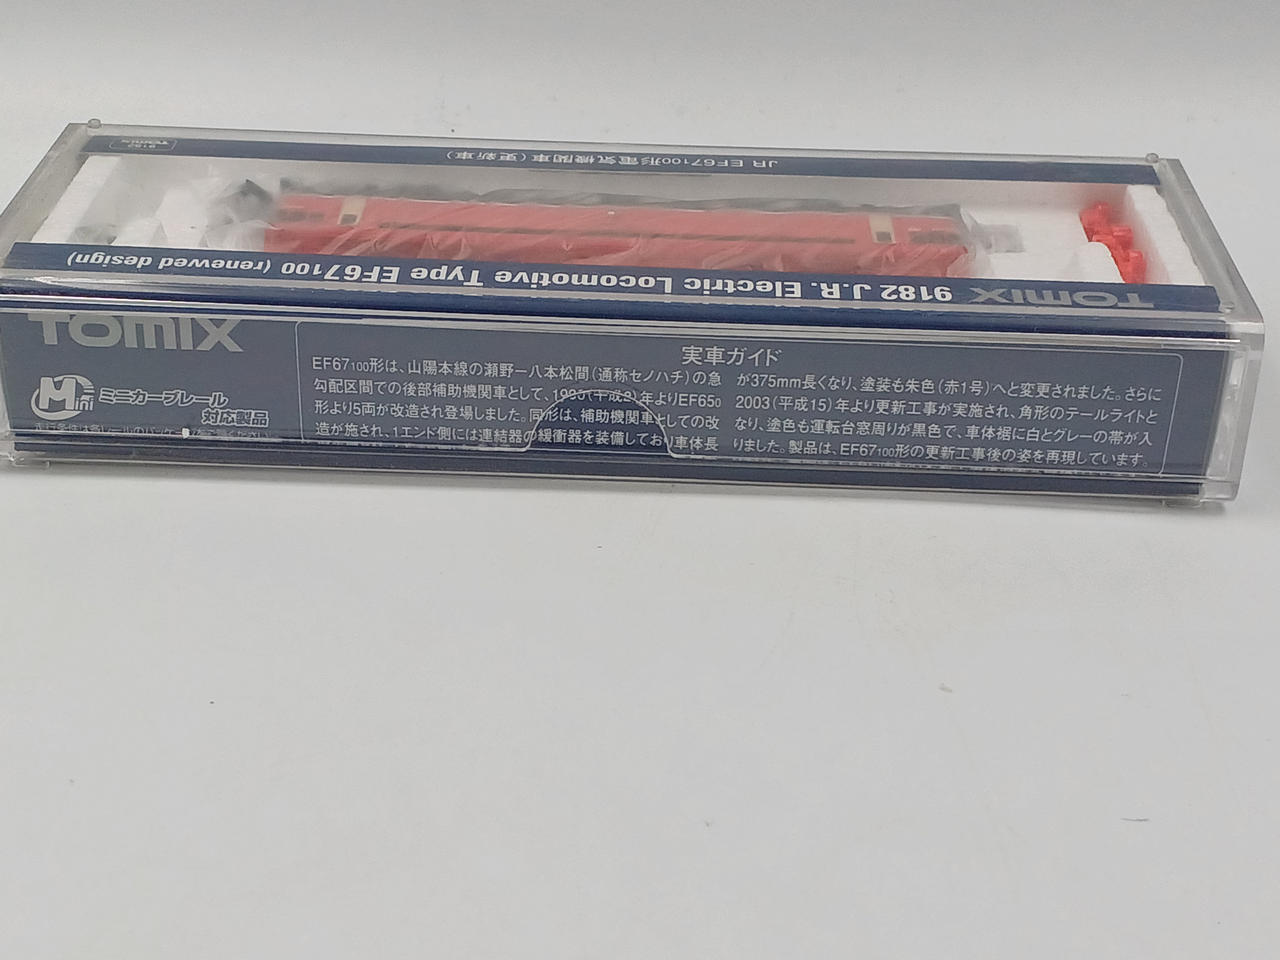 9182 TOMIX
JR EF67100形電気機関車(更新車)
TOMIX 9182 J.R. Electric Locomotive Type EF67100 (renewed design)
TOMIX
Mini ミニカーブレール
対応製品
実車ガイド
EF67100形は、山陽本線の瀬野ー八本松間(通称セノハチ)の急
勾配区間での後部補助機関車として、1990(平成2)年よりEF650
形より5両が改造され登場しました。同形は、補助機関車としての改
造が施され、1エンド側には連結器の緩衝器を装備しており車体長
が375mm長くなり、塗装も朱色(赤1号)へと変更されました。さらに
2003(平成15)年より更新工事が実施され、角形のテールライトと
なり、塗色も運転台窓周りが黒色で、車体裾に白とグレーの帯が入
りました。製品は、EF67100形の更新工事後の姿を再現しています。